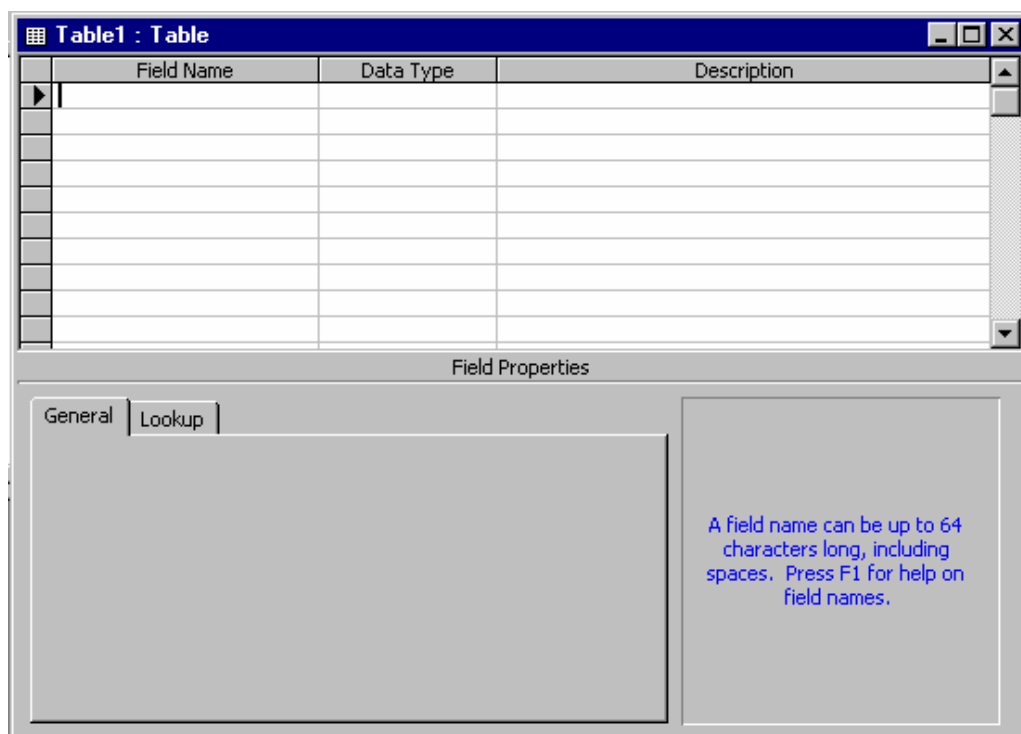 Table1 : Table
Field Name Data Type Description
Field Properties
General Lookup
A field name can be up to 64
characters long, including
spaces. Press F1 for help on
field names.